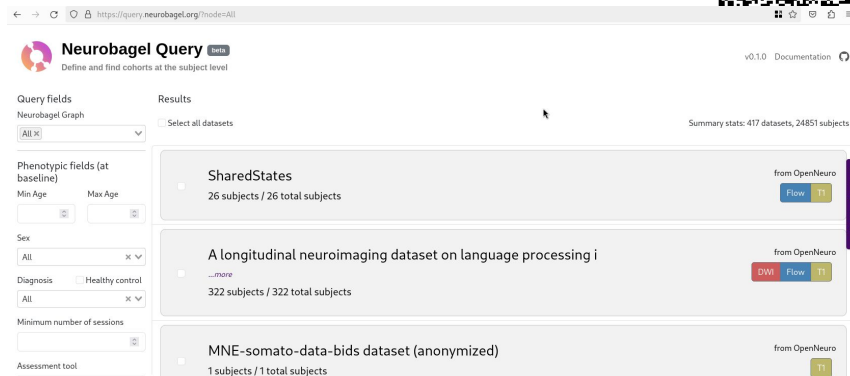 https://query.neurobagel.org/?node=All
Neurobagel Query beta
Define and find cohorts at the subject level
v0.1.0 Documentation
Query fields
Neurobagel Graph
All ×
Phenotypic fields (at baseline)
Min Age Max Age
Sex
All
Diagnosis Healthy control
All
Minimum number of sessions
Assessment tool
Results
Select all datasets
Summary stats: 417 datasets, 24851 subjects
SharedStates
26 subjects / 26 total subjects
from OpenNeuro
Flow T1
A longitudinal neuroimaging dataset on language processing i
...more
322 subjects / 322 total subjects
from OpenNeuro
DWI Flow T1
MNE-somato-data-bids dataset (anonymized)
1 subjects / 1 total subjects
from OpenNeuro
T1